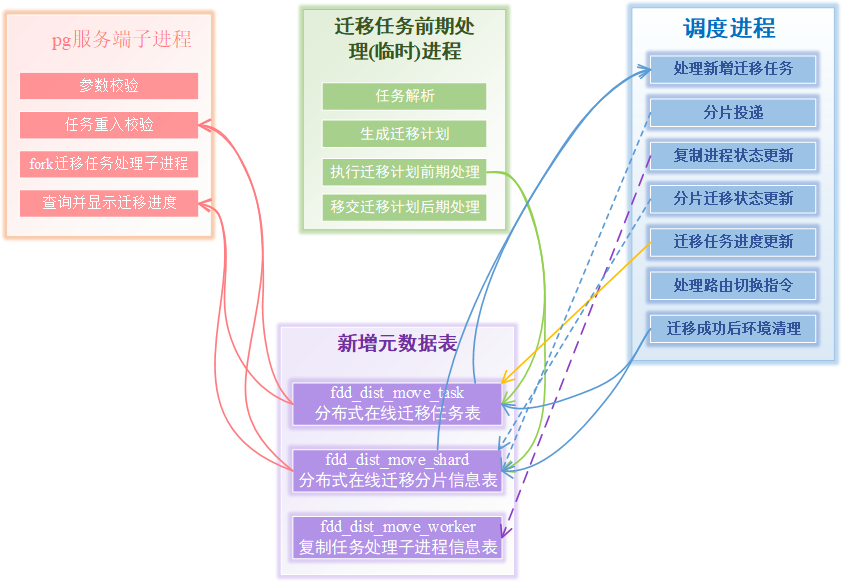 pg服务端子进程
参数校验
任务重入校验
fork迁移任务处理子进程
查询并显示迁移进度
迁移任务前期处
理(临时)进程
任务解析
生成迁移计划
执行迁移计划前期处理
移交迁移计划后期处理
调度进程
处理新增迁移任务
分片投递
复制进程状态更新
分片迁移状态更新
迁移任务进度更新
处理路由切换指令
迁移成功后环境清理
新增元数据表
fdd_dist_move_task
分布式在线迁移任务表
fdd_dist_move_shard
分布式在线迁移分片信息表
fdd_dist_move_worker
复制任务处理子进程信息表